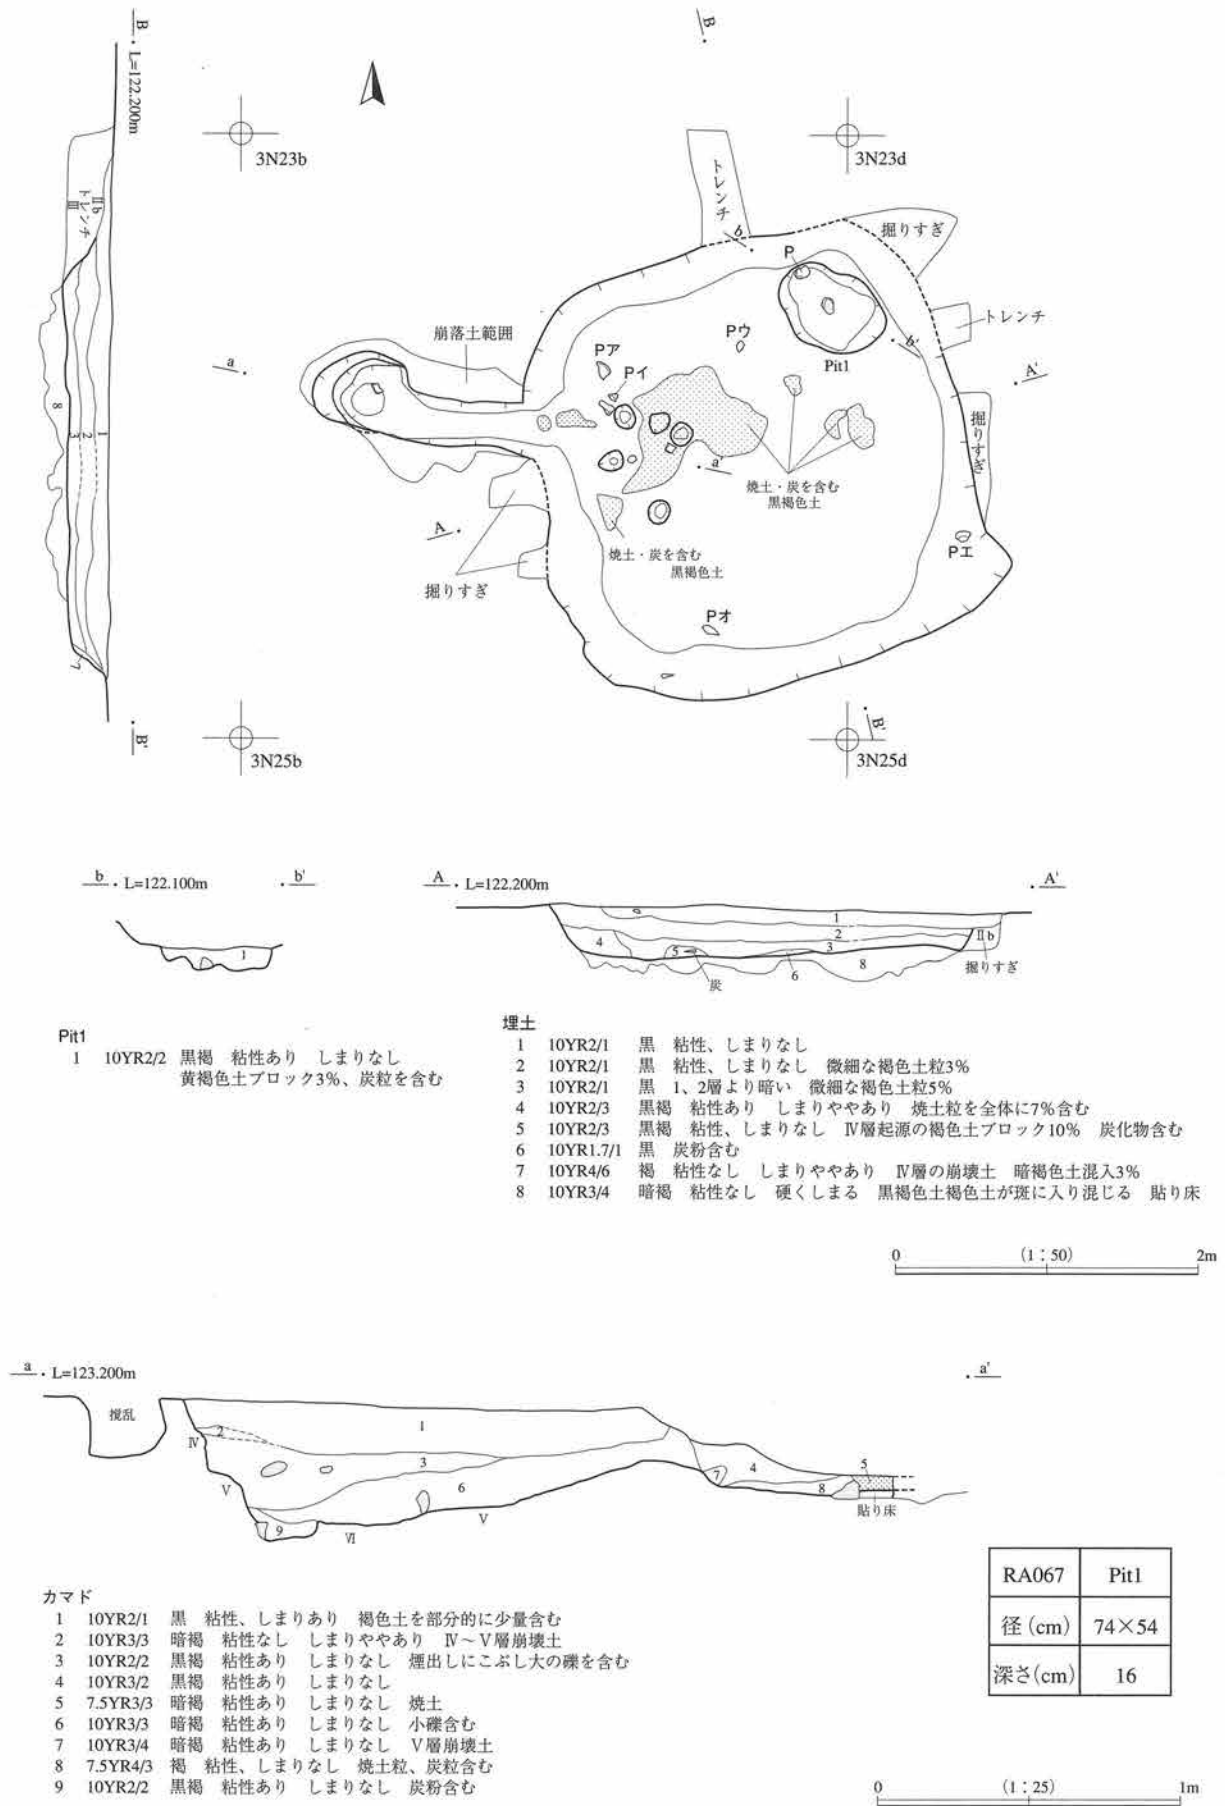 B
L=122.200m
B
3N23b
3N23d
トレンチ
b
掘りすぎ
P
トレンチ
崩落土範囲
Pウ
b'
Pit1
A'
a
Pア
Pイ
掘りすぎ
a'
焼土・炭を含む
黒褐色土
A
焼土・炭を含む
黒褐色土
Pエ
掘りすぎ
Pオ
Ⅱb
トレンチ
Ⅲ
8
3
2
1
7
B'
3N25b
B'
3N25d
b L=122.100m b'
1
A L=122.200m A'
1
2
3
4
5
炭
6
8
Ⅱb
掘りすぎ
Pit1
1 10YR2/2 黒褐 粘性あり しまりなし
黄褐色土ブロック3%、炭粒を含む
埋土
1 10YR2/1 黒 粘性、しまりなし
2 10YR2/1 黒 粘性、しまりなし 微細な褐色土粒3%
3 10YR2/1 黒 1、2層より暗い 微細な褐色土粒5%
4 10YR2/3 黒褐 粘性あり しまりややあり 焼土粒を全体に7%含む
5 10YR2/3 黒褐 粘性、しまりなし Ⅳ層起源の褐色土ブロック10% 炭化物含む
6 10YR1.7/1 黒 炭粉含む
7 10YR4/6 褐 粘性なし しまりややあり Ⅳ層の崩壊土 暗褐色土混入3%
8 10YR3/4 暗褐 粘性なし 硬くしまる 黒褐色土褐色土が斑に入り混じる 貼り床
0 (1:50) 2m
a L=123.200m a'
撹乱
Ⅳ
2
1
3
6
Ⅴ
9
Ⅵ
Ⅴ
7
4
8
5
貼り床
カマド
1 10YR2/1 黒 粘性、しまりあり 褐色土を部分的に少量含む
2 10YR3/3 暗褐 粘性なし しまりややあり Ⅳ～Ⅴ層崩壊土
3 10YR2/2 黒褐 粘性あり しまりなし 煙出しにこぶし大の礫を含む
4 10YR3/2 黒褐 粘性あり しまりなし
5 7.5YR3/3 暗褐 粘性あり しまりなし 焼土
6 10YR3/3 暗褐 粘性あり しまりなし 小礫含む
7 10YR3/4 暗褐 粘性あり しまりなし Ⅴ層崩壊土
8 7.5YR4/3 褐 粘性、しまりなし 焼土粒、炭粒含む
9 10YR2/2 黒褐 粘性あり しまりなし 炭粉含む
RA067 Pit1
径(cm) 74×54
深さ(cm) 16
0 (1:25) 1m